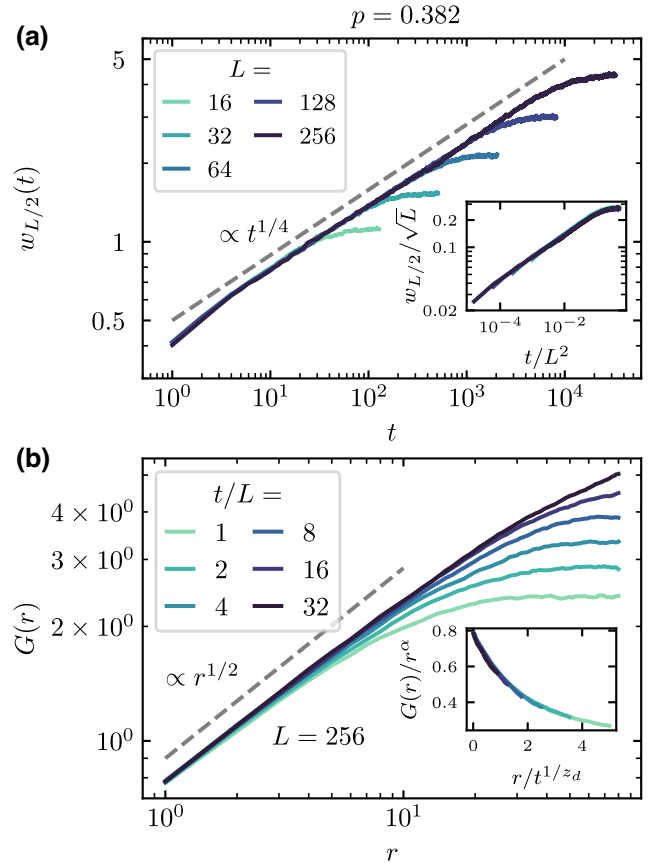 p = 0.382
(a)
L =
16 128
32 256
64
∝ t^{1/4}
w_{L/2}(t)
5
1
0.5
10^0 10^1 10^2 10^3 10^4
t
w_{L/2}/√L
0.2
0.1
0.02
10^{−4} 10^{−2}
t/L^2
(b)
t/L =
1 8
2 16
4 32
∝ r^{1/2}
L = 256
G(r)
4 × 10^0
3 × 10^0
2 × 10^0
10^0
10^0 10^1
r
G(r)/r^α
0.8
0.6
0.4
0 2 4
r/t^{1/z_d}